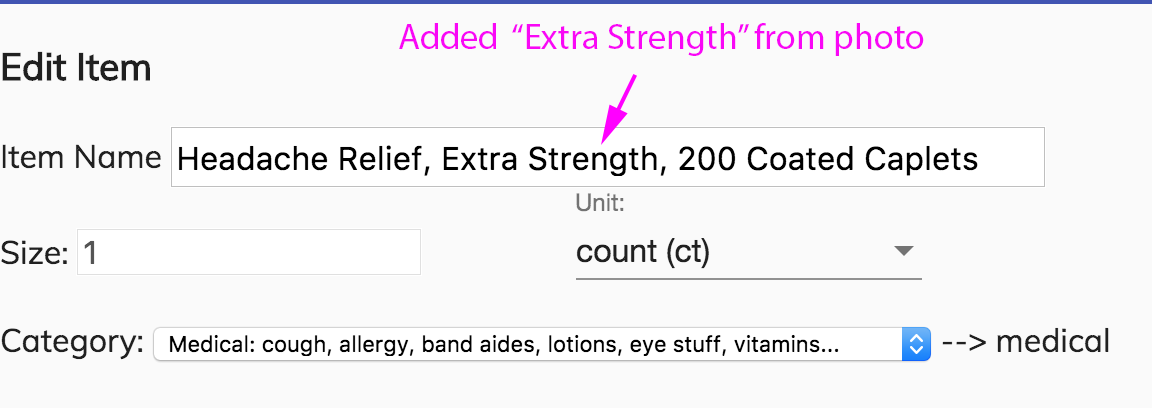 Added “Extra Strength” from photo
Edit Item
Item Name Headache Relief, Extra Strength, 200 Coated Caplets
Unit:
Size: 1 count (ct)
Category: Medical: cough, allergy, band aides, lotions, eye stuff, vitamins... --> medical